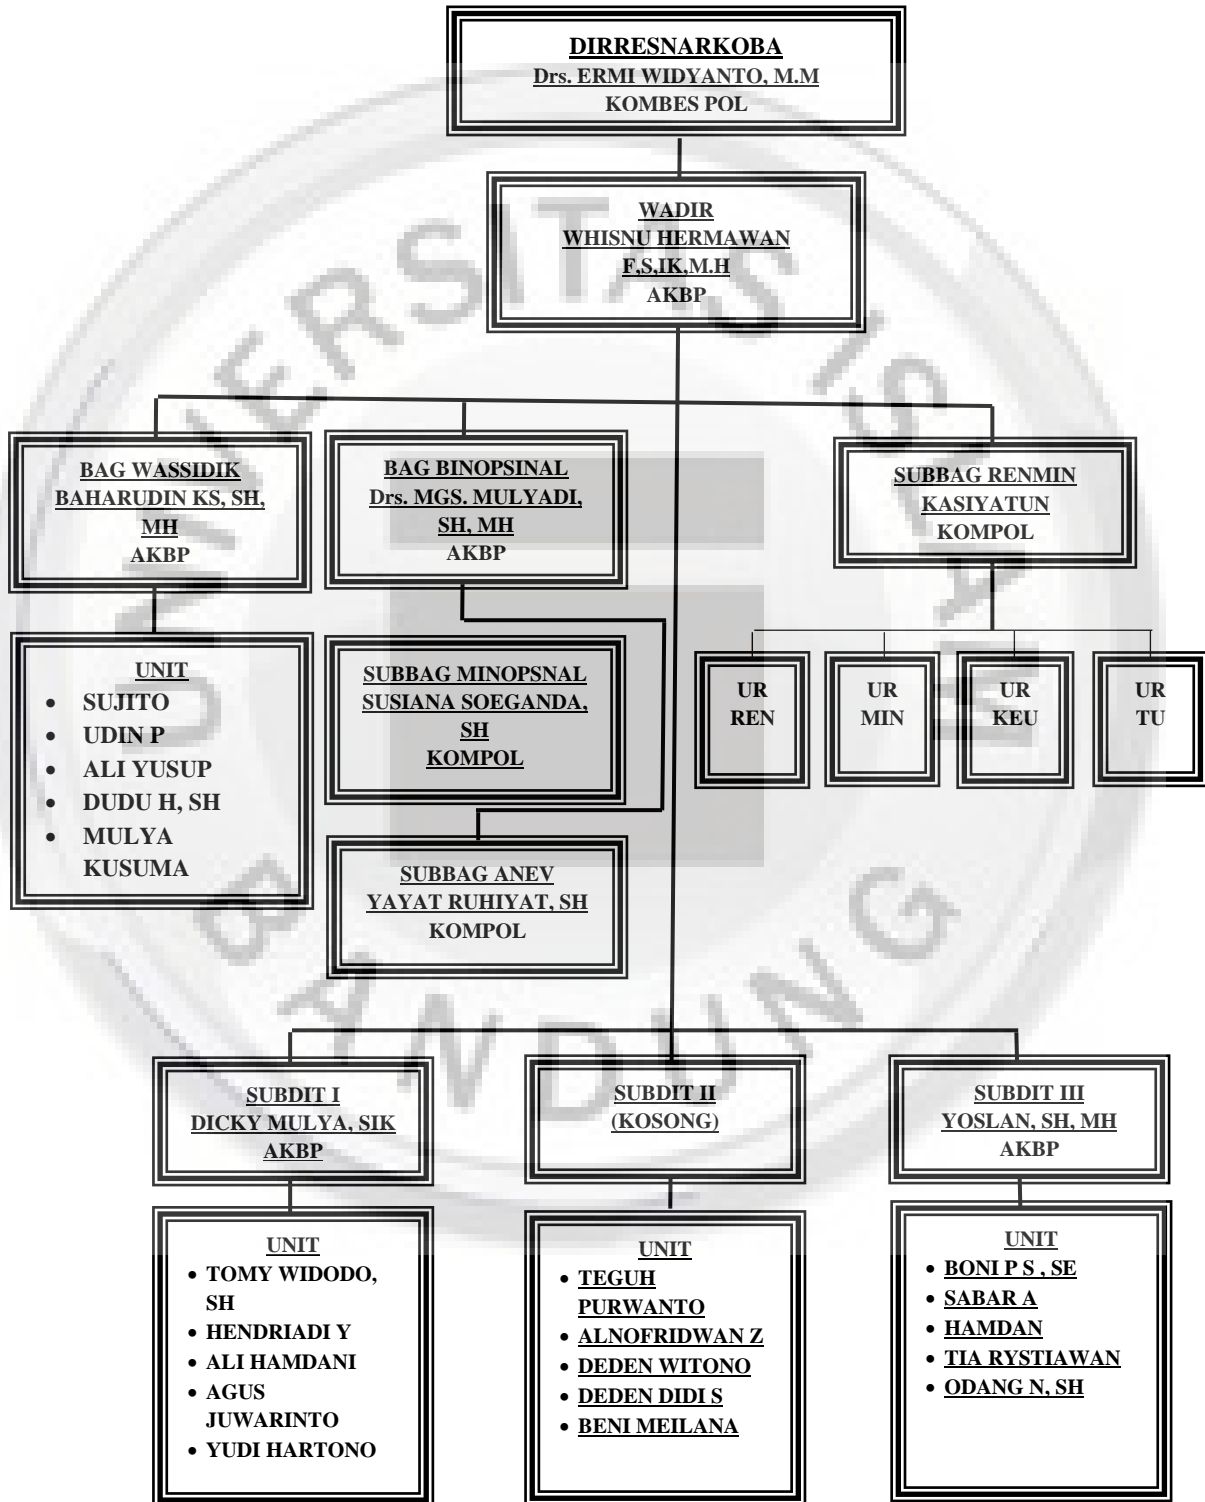 DIRRESNARKOBA
Drs. ERMI WIDYANTO, M.M
KOMBES POL
WADIR
WHISNU HERMAWAN
F,S,IK,M.H
AKBP
BAG WASSIDIK
BAHARUDIN KS, SH,
MH
AKBP
BAG BINOPSINAL
Drs. MGS. MULYADI,
SH, MH
AKBP
SUBBAG RENMIN
KASIYATUN
KOMPOL
UNIT
• SUJITO
• UDIN P
• ALI YUSUP
• DUDU H, SH
• MULYA
KUSUMA
SUBBAG MINOPSNAL
SUSIANA SOEGANDA,
SH
KOMPOL
UR
REN
UR
MIN
UR
KEU
UR
TU
SUBBAG ANEV
YAYAT RUHIYAT, SH
KOMPOL
SUBDIT I
DICKY MULYA, SIK
AKBP
SUBDIT II
(KOSONG)
SUBDIT III
YOSLAN, SH, MH
AKBP
UNIT
• TOMY WIDODO,
SH
• HENDRIADI Y
• ALI HAMDANI
• AGUS
JUWARINTO
• YUDI HARTONO
UNIT
• TEGUH
PURWANTO
• ALNOFRIDWAN Z
• DEDEN WITONO
• DEDEN DIDI S
• BENI MEILANA
UNIT
• BONI P S , SE
• SABAR A
• HAMDAN
• TIA RYSTIAWAN
• ODANG N, SH
UNIVERSITAS ISLAM
BANDUNG